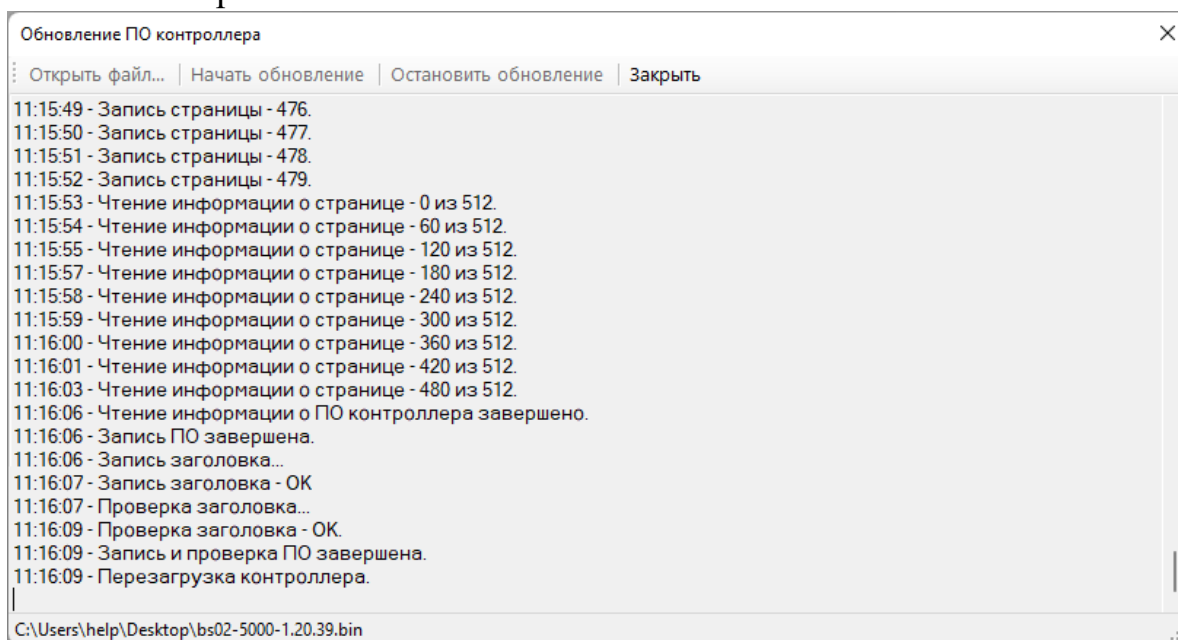 Обновление ПО контроллера
Открыть файл... Начать обновление Остановить обновление Закрыть
11:15:49 - Запись страницы - 476.
11:15:50 - Запись страницы - 477.
11:15:51 - Запись страницы - 478.
11:15:52 - Запись страницы - 479.
11:15:53 - Чтение информации о странице - 0 из 512.
11:15:54 - Чтение информации о странице - 60 из 512.
11:15:55 - Чтение информации о странице - 120 из 512.
11:15:57 - Чтение информации о странице - 180 из 512.
11:15:58 - Чтение информации о странице - 240 из 512.
11:15:59 - Чтение информации о странице - 300 из 512.
11:16:00 - Чтение информации о странице - 360 из 512.
11:16:01 - Чтение информации о странице - 420 из 512.
11:16:03 - Чтение информации о странице - 480 из 512.
11:16:06 - Чтение информации о ПО контроллера завершено.
11:16:06 - Запись ПО завершена.
11:16:06 - Запись заголовка...
11:16:07 - Запись заголовка - OK
11:16:07 - Проверка заголовка...
11:16:09 - Проверка заголовка - OK.
11:16:09 - Запись и проверка ПО завершена.
11:16:09 - Перезагрузка контроллера.
C:\Users\help\Desktop\bs02-5000-1.20.39.bin